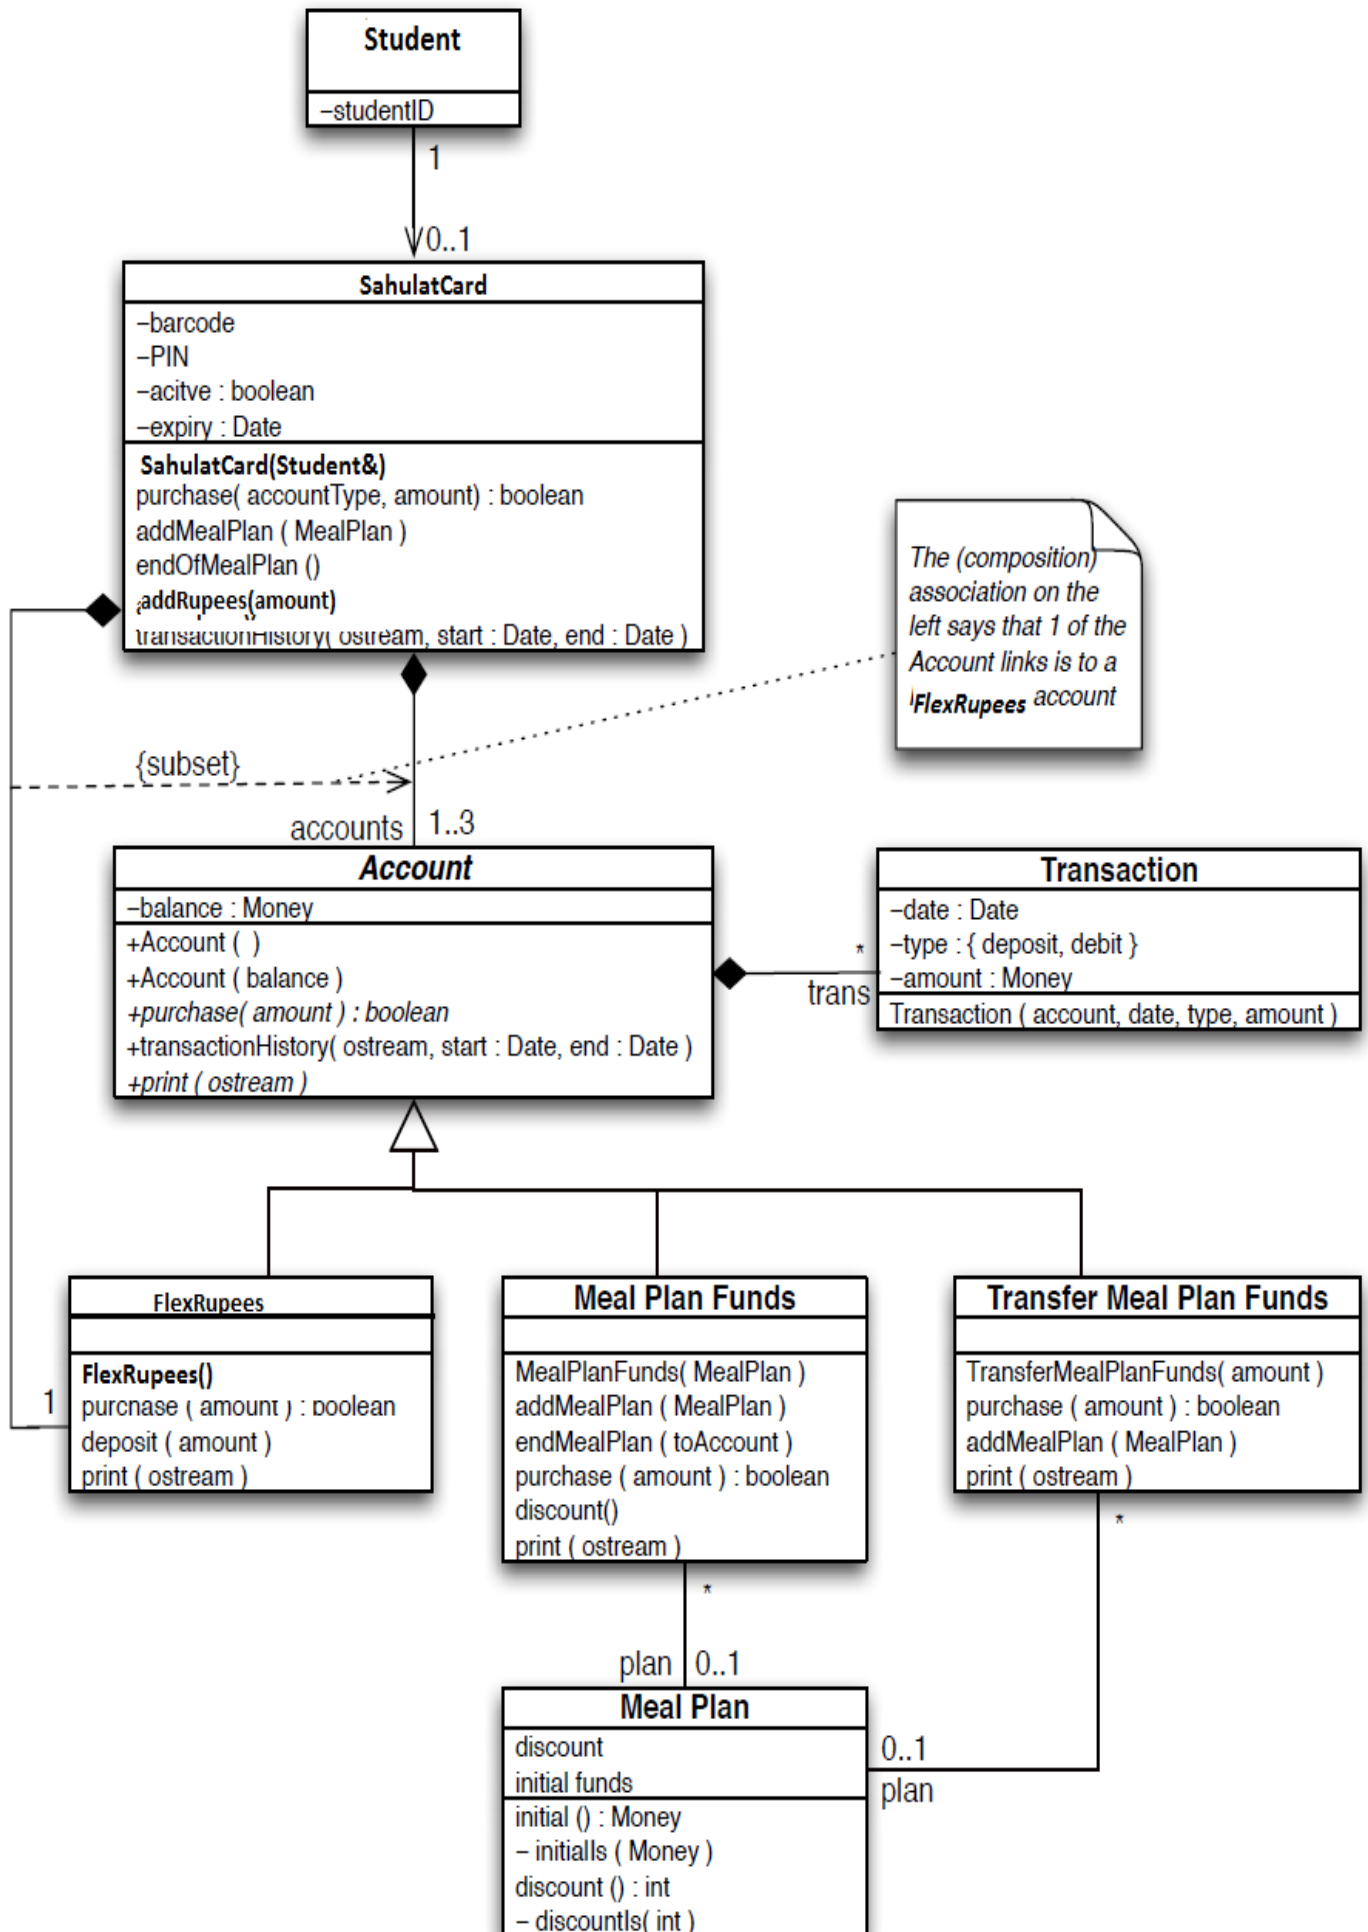 Student
–studentID
1
0..1
SahulatCard
–barcode
–PIN
–acitve : boolean
–expiry : Date
SahulatCard(Student&)
purchase( accountType, amount) : boolean
addMealPlan ( MealPlan )
endOfMealPlan ()
addRupees(amount)
transactionHistory( ostream, start : Date, end : Date )
The (composition)
association on the
left says that 1 of the
Account links is to a
FlexRupees account
{subset}
accounts
1..3
Account
–balance : Money
+Account ( )
+Account ( balance )
+purchase( amount ) : boolean
+transactionHistory( ostream, start : Date, end : Date )
+print ( ostream )
*
trans
Transaction
–date : Date
–type : { deposit, debit }
–amount : Money
Transaction ( account, date, type, amount )
FlexRupees
FlexRupees()
purchase ( amount ) : boolean
deposit ( amount )
print ( ostream )
1
Meal Plan Funds
MealPlanFunds( MealPlan )
addMealPlan ( MealPlan )
endMealPlan ( toAccount )
purchase ( amount ) : boolean
discount()
print ( ostream )
Transfer Meal Plan Funds
TransferMealPlanFunds( amount )
purchase ( amount ) : boolean
addMealPlan ( MealPlan )
print ( ostream )
*
*
plan
0..1
0..1
plan
Meal Plan
discount
initial funds
initial () : Money
– initialIs ( Money )
discount () : int
– discountIs( int )